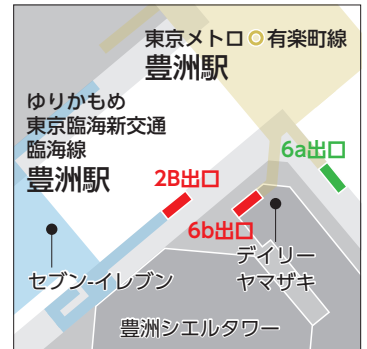 東京メトロ 有楽町線
豊洲駅
ゆりかもめ
東京臨海新交通
臨海線
豊洲駅
6a出口
2B出口
6b出口
デイリー
ヤマザキ
セブン-イレブン
豊洲シエルタワー